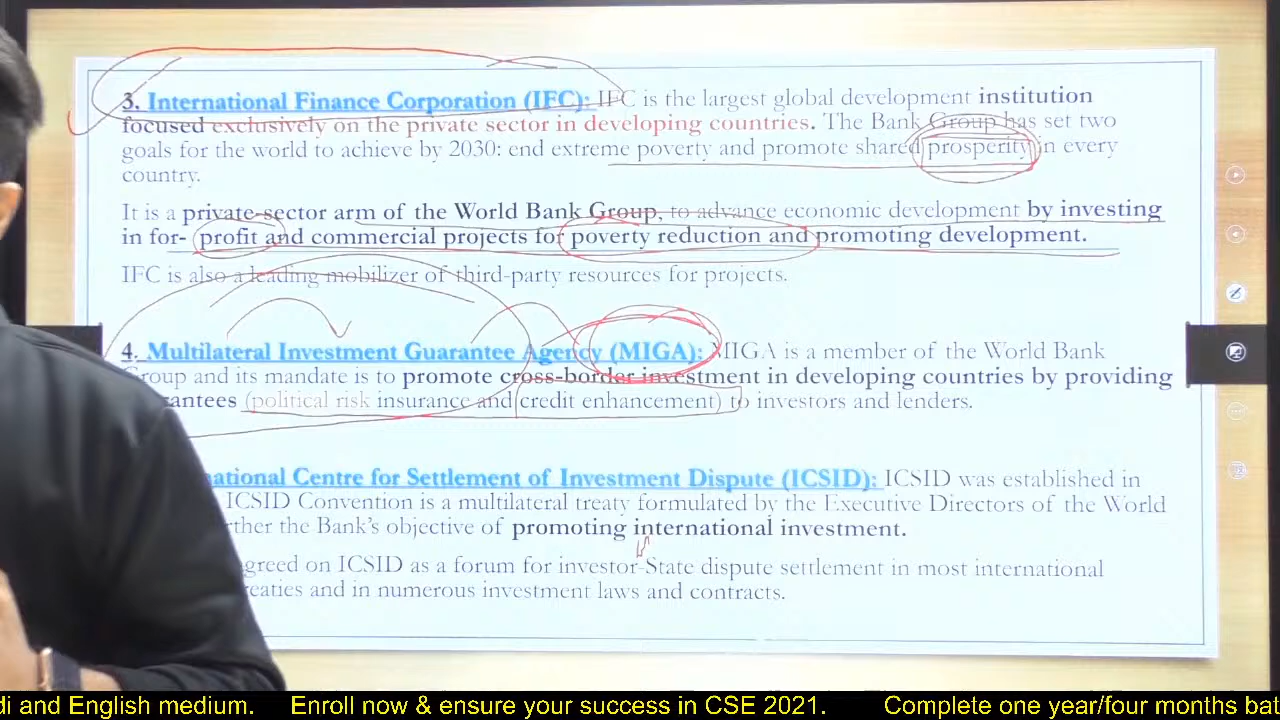 3. International Finance Corporation (IFC): IFC is the largest global development institution
focused exclusively on the private sector in developing countries. The Bank Group has set two
goals for the world to achieve by 2030: end extreme poverty and promote shared prosperity in every
country.
It is a private-sector arm of the World Bank Group, to advance economic development by investing
in for- profit and commercial projects for poverty reduction and promoting development.
IFC is also a leading mobilizer of third-party resources for projects.
4. Multilateral Investment Guarantee Agency (MIGA): MIGA is a member of the World Bank
Group and its mandate is to promote cross-border investment in developing countries by providing
antees (political risk insurance and credit enhancement) to investors and lenders.
national Centre for Settlement of Investment Dispute (ICSID): ICSID was established in
ICSID Convention is a multilateral treaty formulated by the Executive Directors of the World
rther the Bank's objective of promoting international investment.
greed on ICSID as a forum for investor-State dispute settlement in most international
eaties and in numerous investment laws and contracts.
di and English medium. Enroll now & ensure your success in CSE 2021. Complete one year/four months bat